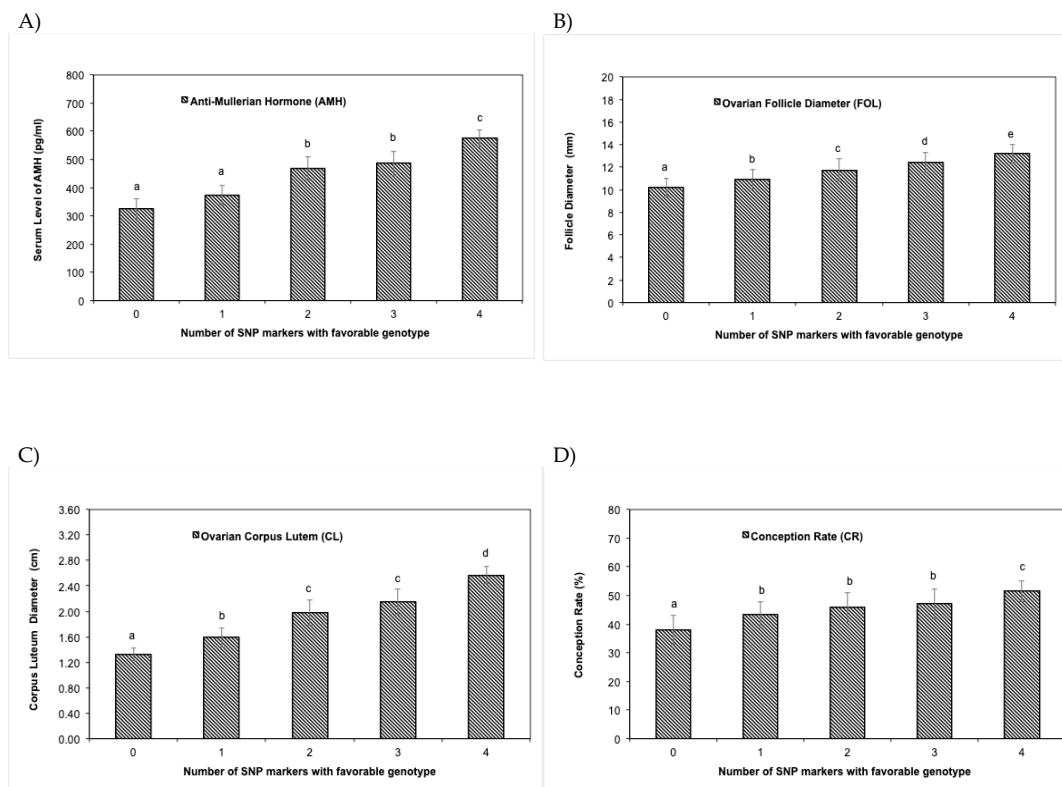 A)
Anti-Mullerian Hormone (AMH)
Serum Level of AMH (pg/ml)
800
700
600
500
400
300
200
100
0
a
a
b
b
c
0 1 2 3 4
Number of SNP markers with favorable genotype
B)
Ovarian Follicle Diameter (FOL)
Follicle Diameter (mm)
20
18
16
14
12
10
8
6
4
2
0
a
b
c
d
e
0 1 2 3 4
Number of SNP markers with favorable genotype
C)
Ovarian Corpus Lutem (CL)
Corpus Luteum Diameter (cm)
3.60
3.20
2.80
2.40
2.00
1.60
1.20
0.80
0.40
0.00
a
b
c
c
d
0 1 2 3 4
Number of SNP markers with favorable genotype
D)
Conception Rate (CR)
Conception Rate (%)
80
70
60
50
40
30
20
10
0
a
b
b
b
c
0 1 2 3 4
Number of SNP markers with favorable genotype